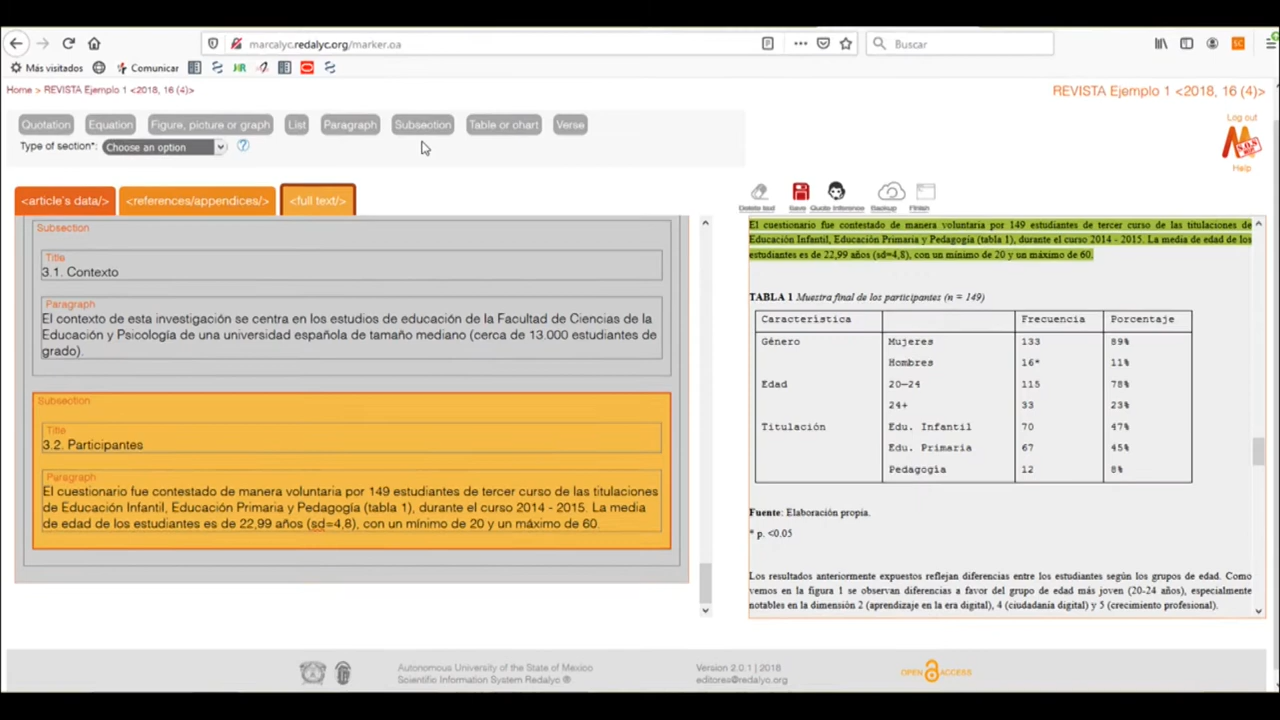 marcalyc.redalyc.org/marker.oa
Buscar
Más visitados
Comunicar
HR
SC
Home > REVISTA Ejemplo 1 <2018, 16 (4)>
REVISTA Ejemplo 1 <2018, 16 (4)>
Quotation Equation Figure, picture or graph List Paragraph Subsection Table or chart Verse
Type of section*: Choose an option
Log out
Help
<article's data/> <references/appendices/> <full text/>
Delete text Save Quote Inference Backup Finish
Subsection
Title
3.1. Contexto
Paragraph
El contexto de esta investigación se centra en los estudios de educación de la Facultad de Ciencias de la
Educación y Psicología de una universidad española de tamaño mediano (cerca de 13.000 estudiantes de
grado).
Subsection
Title
3.2. Participantes
Paragraph
El cuestionario fue contestado de manera voluntaria por 149 estudiantes de tercer curso de las titulaciones
de Educación Infantil, Educación Primaria y Pedagogía (tabla 1), durante el curso 2014 - 2015. La media
de edad de los estudiantes es de 22,99 años (sd=4,8), con un mínimo de 20 y un máximo de 60.
El cuestionario fue contestado de manera voluntaria por 149 estudiantes de tercer curso de las titulaciones de
Educación Infantil, Educación Primaria y Pedagogía (tabla 1), durante el curso 2014 - 2015. La media de edad de los
estudiantes es de 22,99 años (sd=4,8), con un mínimo de 20 y un máximo de 60.
TABLA 1 Muestra final de los participantes (n = 149)
Característica Frecuencia Porcentaje
Género Mujeres 133 89%
Hombres 16* 11%
Edad 20—24 115 78%
24+ 33 23%
Titulación Edu. Infantil 70 47%
Edu. Primaria 67 45%
Pedagogía 12 8%
Fuente: Elaboración propia.
* p. <0.05
Los resultados anteriormente expuestos reflejan diferencias entre los estudiantes según los grupos de edad. Como
vemos en la figura 1 se observan diferencias a favor del grupo de edad más joven (20-24 años), especialmente
notables en la dimensión 2 (aprendizaje en la era digital), 4 (ciudadanía digital) y 5 (crecimiento profesional).
Autonomous University of the State of Mexico
Scientific Information System Redalyc ®
Version 2.0.1 | 2018
editores@redalyc.org
OPEN ACCESS